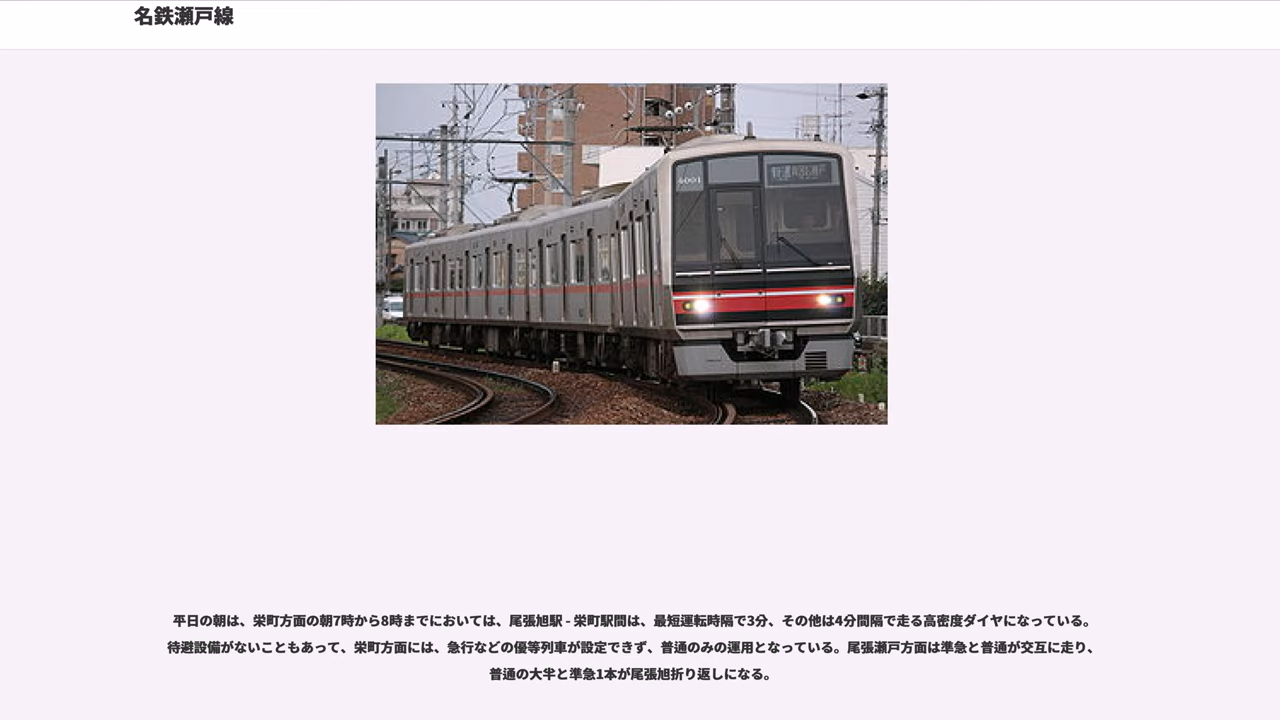 名鉄瀬戸線
平日の朝は、栄町方面の朝7時から8時までにおいては、尾張旭駅 - 栄町駅間は、最短運転時隔で3分、その他は4分間隔で走る高密度ダイヤになっている。
待避設備がないこともあって、栄町方面には、急行などの優等列車が設定できず、普通のみの運用となっている。尾張瀬戸方面は準急と普通が交互に走り、
普通の大半と準急1本が尾張旭折り返しになる。